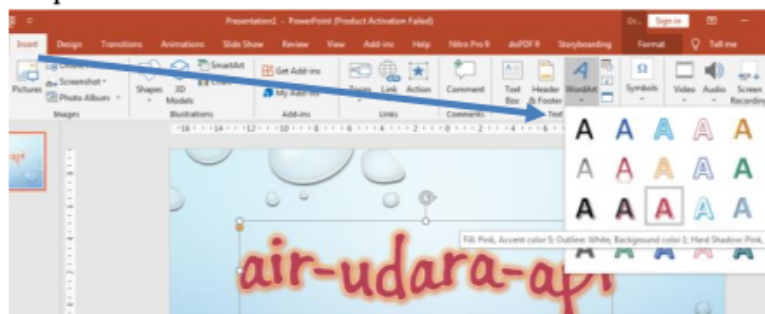 Presentation1 - PowerPoint (Product Activation Failed)
Sign in
Insert Design Transitions Animations Slide Show Review View Add-ins Help Nitro Pro 9 doPDF 9 Storyboarding Format Tell me
Pictures
Screenshot
Photo Album
Shapes
3D Models
SmartArt
Get Add-ins
My Add-ins
Link
Action
Comment
Text Box
Header & Footer
WordArt
Symbols
Video
Audio
Screen Recording
Images Illustrations Add-ins Links Comments Text
Fill: Pink, Accent color 5; Outline: White, Background color 1; Hard Shadow: Pink,
air-udara-api